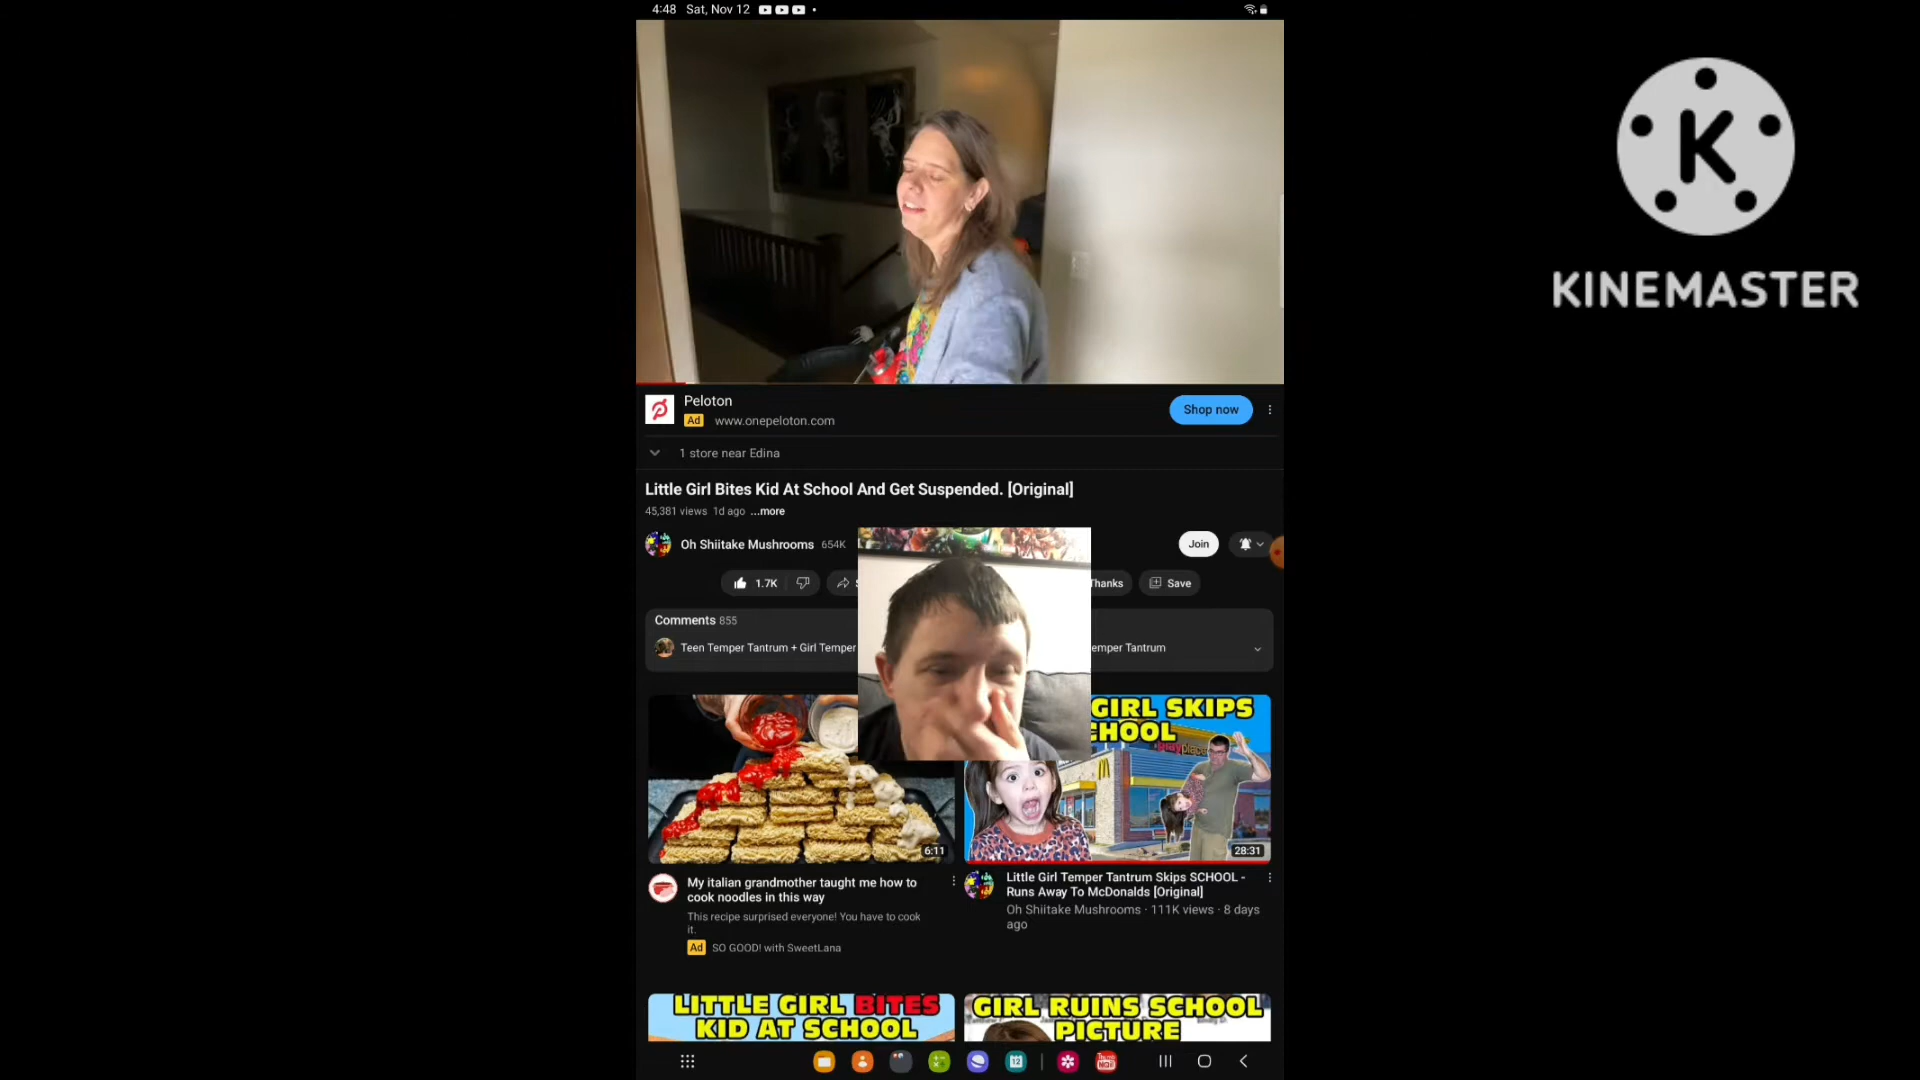 4:48 Sat, Nov 12
KINEMASTER
Peloton
Ad www.onepeloton.com
Shop now
1 store near Edina
Little Girl Bites Kid At School And Get Suspended. [Original]
45,381 views 1d ago ...more
Oh Shiitake Mushrooms 654K
Join
1.7K
Thanks
Save
Comments 855
Teen Temper Tantrum + Girl Temper
emper Tantrum
GIRL SKIPS
HOOL
6:11
28:31
My italian grandmother taught me how to
cook noodles in this way
This recipe surprised everyone! You have to cook
it.
Ad SO GOOD! with SweetLana
Little Girl Temper Tantrum Skips SCHOOL -
Runs Away To McDonalds [Original]
Oh Shiitake Mushrooms · 111K views · 8 days
ago
LITTLE GIRL BITES
KID AT SCHOOL
GIRL RUINS SCHOOL
PICTURE